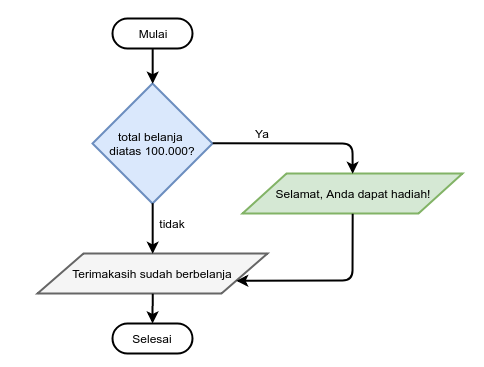 Mulai
total belanja
diatas 100.000?
Ya
Selamat, Anda dapat hadiah!
tidak
Terimakasih sudah berbelanja
Selesai